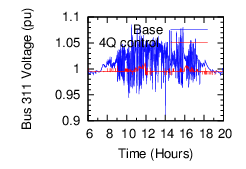 1.1
Base
1.05
4Q control
1
0.95
0.9
6 8 10 12 14 16 18 20
Time (Hours)
Bus 311 Voltage (pu)